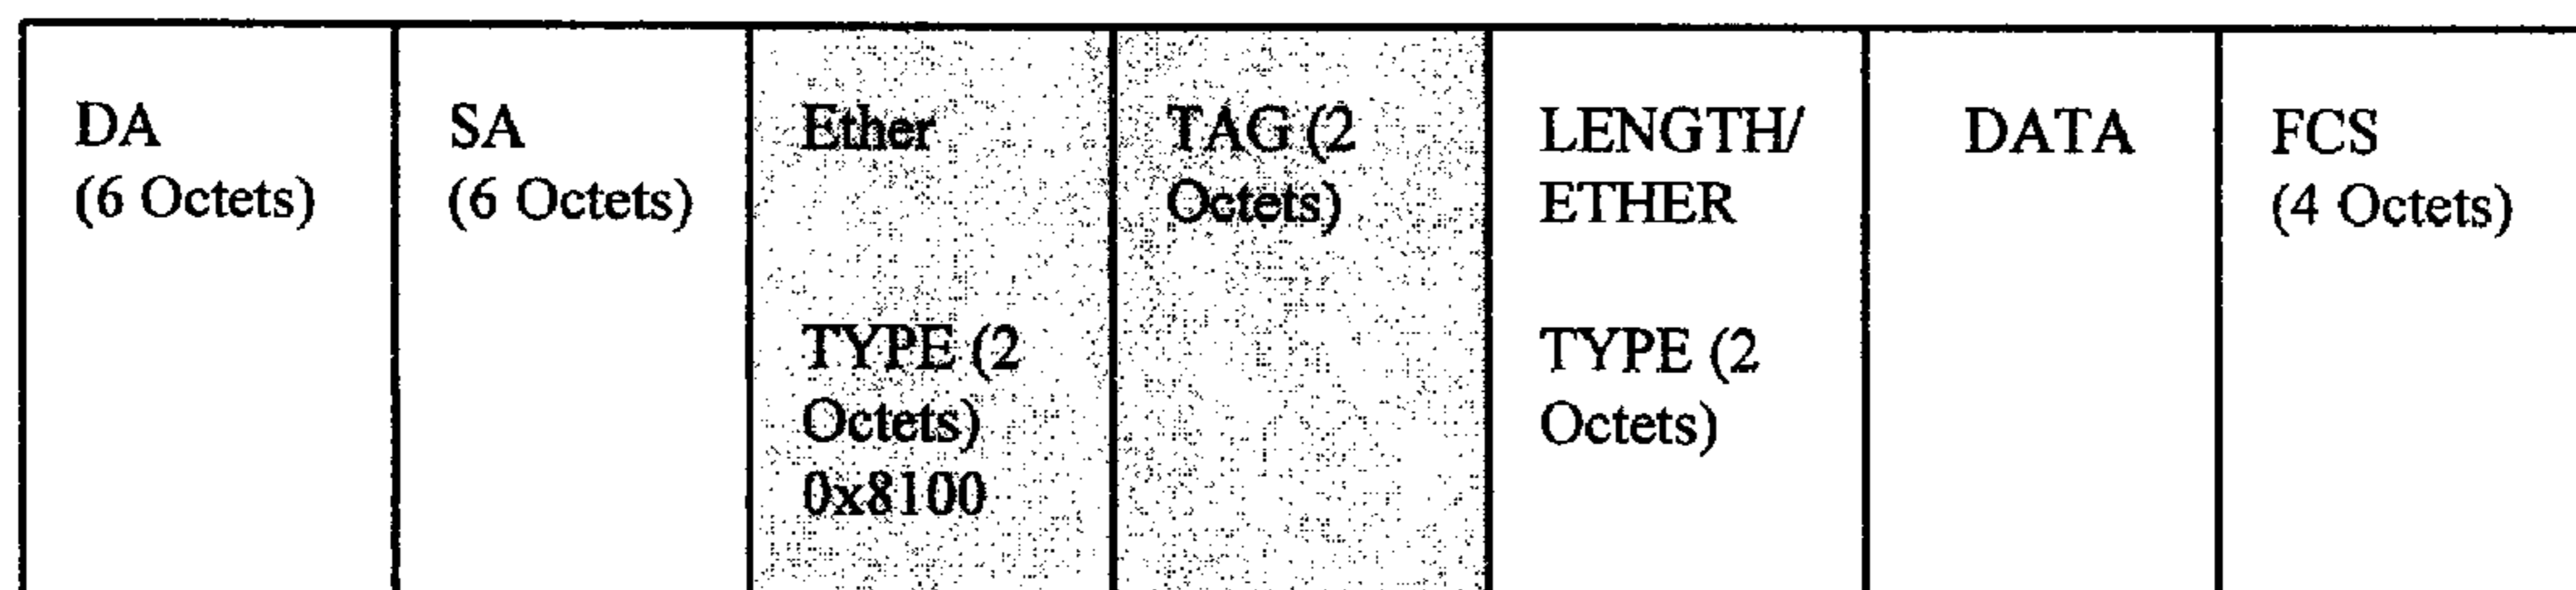 DA
(6 Octets)
SA
(6 Octets)
Ether
TYPE (2
Octets)
0x8100
TAG (2
Octets)
LENGTH/
ETHER
TYPE (2
Octets)
DATA
FCS
(4 Octets)